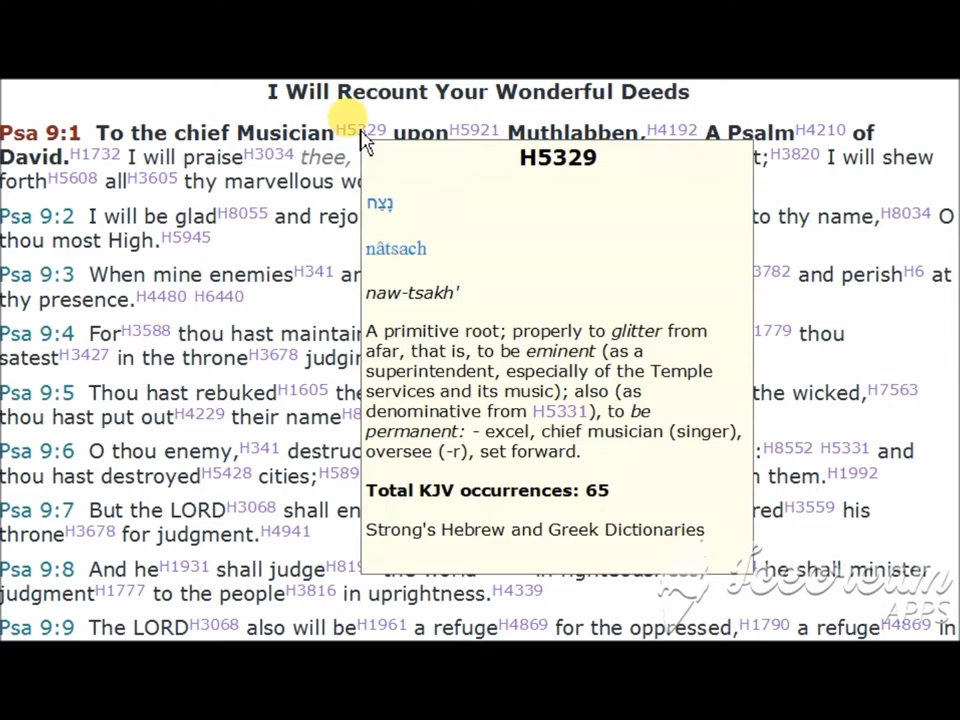 I Will Recount Your Wonderful Deeds
Psa 9:1 To the chief Musician H5329 upon H5921 Muthlabben, H4192 A Psalm H4210 of
David. H1732 I will praise H3034 thee, t; H3820 I will shew
forth H5608 all H3605 thy marvellous
Psa 9:2 I will be glad H8055 and to thy name, H8034 O
thou most High. H5945
Psa 9:3 When mine enemies H341 3782 and perish H6 at
thy presence. H4480 H6440
Psa 9:4 For H3588 thou hast 1779 thou
satest H3427 in the throne H3678
Psa 9:5 Thou hast rebuked H1605 the wicked, H7563
thou hast put out H4229 their name
Psa 9:6 O thou enemy, H341 : H8552 H5331 and
thou hast destroyed H5428 cities; them. H1992
Psa 9:7 But the LORD H3068 shall H3559 his
throne H3678 for judgment. H4941
Psa 9:8 And he H1931 shall judge he shall minister
judgment H1777 to the people H3816 in uprightness. H4339
Psa 9:9 The LORD H3068 also will be H1961 a refuge H4869 for the oppressed, H1790 a refuge H4869 in
H5329
נָצַח
nâtsach
naw-tsakh'
A primitive root; properly to glitter from
afar, that is, to be eminent (as a
superintendent, especially of the Temple
services and its music); also (as
denominative from H5331), to be
permanent: - excel, chief musician (singer),
oversee (-r), set forward.
Total KJV occurrences: 65
Strong's Hebrew and Greek Dictionaries
APPS